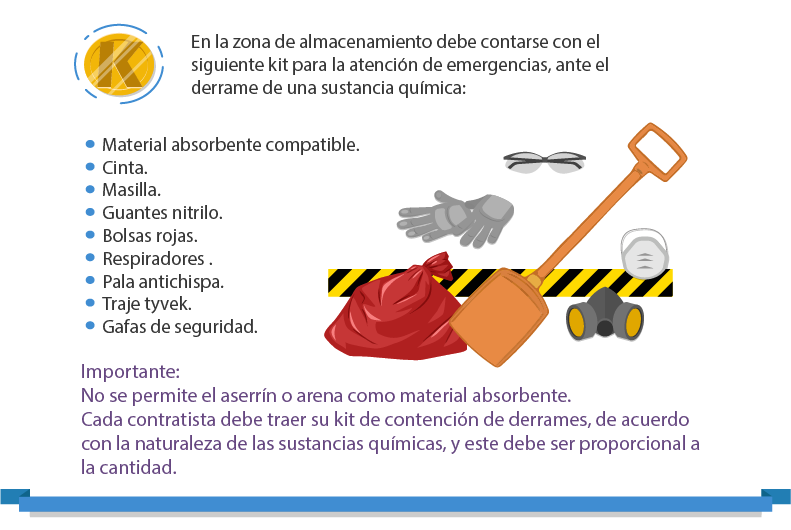 K
En la zona de almacenamiento debe contarse con el
siguiente kit para la atención de emergencias, ante el
derrame de una sustancia química:
Material absorbente compatible.
Cinta.
Masilla.
Guantes nitrilo.
Bolsas rojas.
Respiradores .
Pala antichispa.
Traje tyvek.
Gafas de seguridad.
Importante:
No se permite el aserrín o arena como material absorbente.
Cada contratista debe traer su kit de contención de derrames, de acuerdo
con la naturaleza de las sustancias químicas, y este debe ser proporcional a
la cantidad.